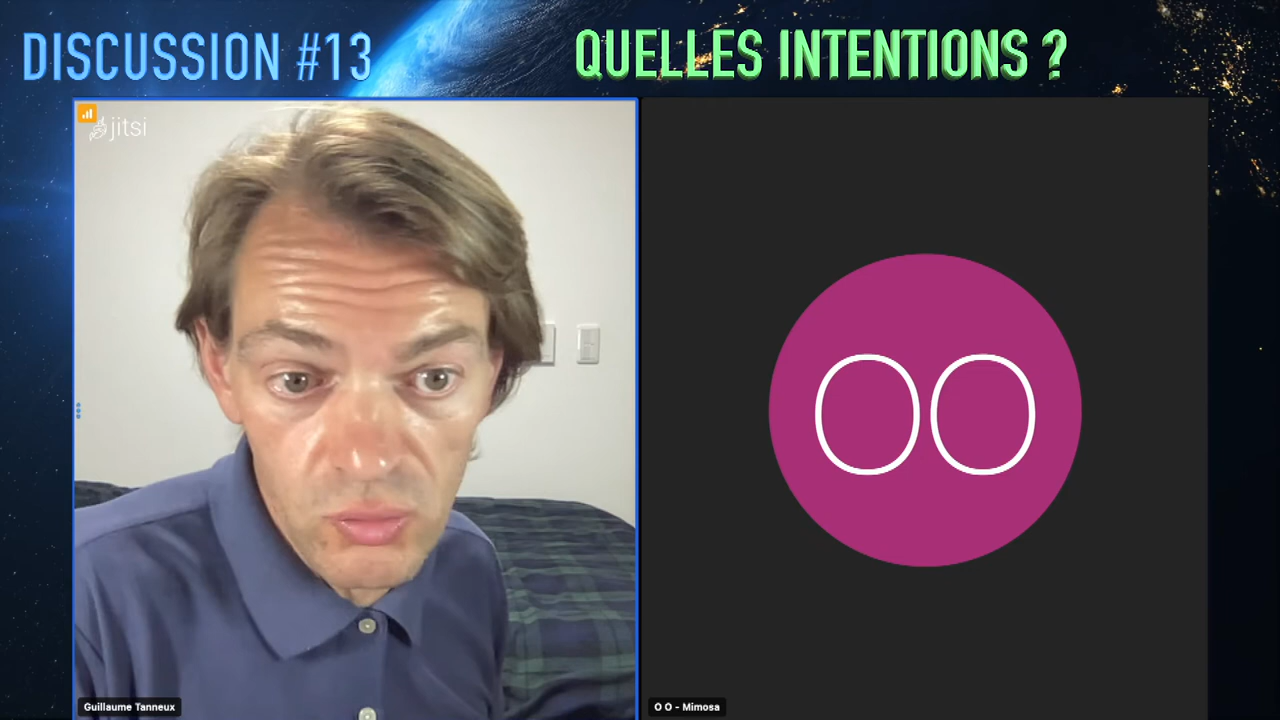 DISCUSSION #13
QUELLES INTENTIONS ?
jitsi
OO
Guillaume Tanneux
O O - Mimosa